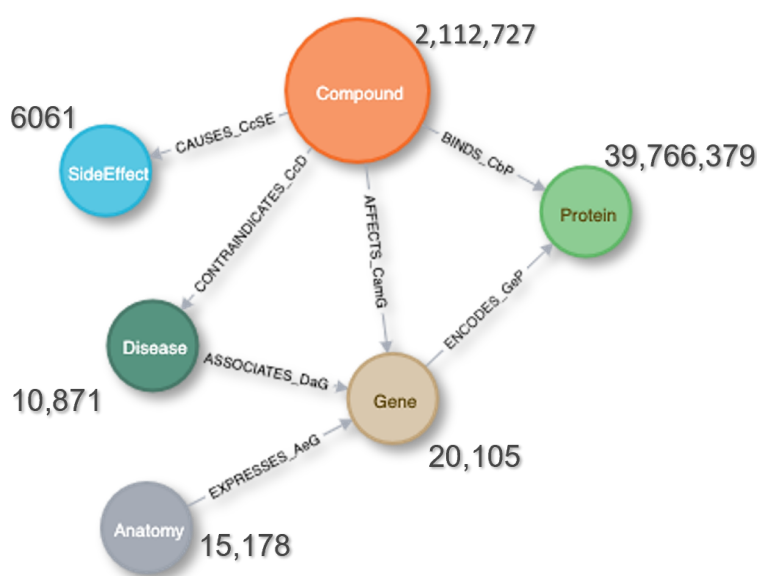 2,112,727
Compound
6061
CAUSES_CcSE
BINDS_CbP
39,766,379
SideEffect
CONTRAINDICATES_CcD
AFFECTS_CamG
Protein
ENCODES_GeP
Disease
ASSOCIATES_DaG
10,871
Gene
EXPRESSES_AeG
20,105
Anatomy
15,178